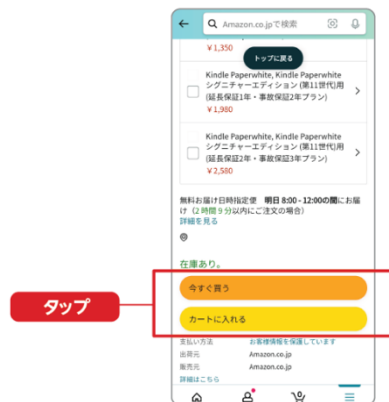 Amazon.co.jpで検索
¥1,350
トップに戻る
Kindle Paperwhite, Kindle Paperwhite
シグニチャーエディション (第11世代)用
(延長保証1年・事故保証2年プラン)
¥1,980
Kindle Paperwhite, Kindle Paperwhite
シグニチャーエディション (第11世代)用
(延長保証2年・事故保証3年プラン)
¥2,580
無料お届け日時指定便 明日 8:00 - 12:00の間にお届
け (2 時間 9 分以内にご注文の場合)
詳細を見る
在庫あり。
今すぐ買う
タップ
カートに入れる
支払い方法 お客様情報を保護しています
出荷元 Amazon.co.jp
販売元 Amazon.co.jp
詳細はこちら
0